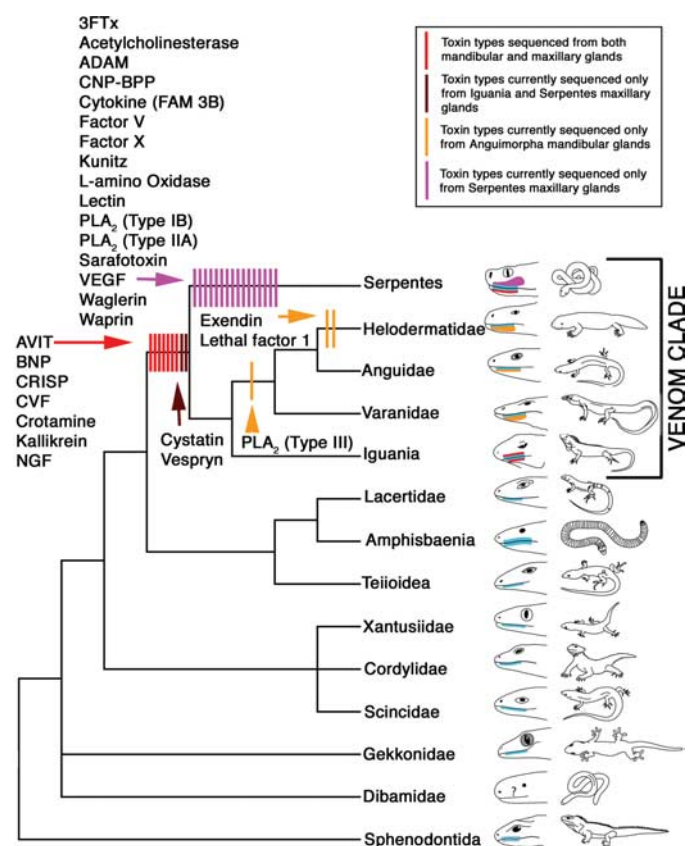 3FTx
Acetylcholinesterase
ADAM
CNP-BPP
Cytokine (FAM 3B)
Factor V
Factor X
Kunitz
L-amino Oxidase
Lectin
PLA₂ (Type IB)
PLA₂ (Type IIA)
Sarafotoxin
VEGF
Waglerin
Waprin
AVIT
BNP
CRISP
CVF
Crotamine
Kallikrein
NGF
Toxin types sequenced from both
mandibular and maxillary glands
Toxin types currently sequenced only
from Iguania and Serpentes maxillary
glands
Toxin types currently sequenced only
from Anguimorpha mandibular glands
Toxin types currently sequenced only
from Serpentes maxillary glands
Exendin
Lethal factor 1
Cystatin
Vespryn
PLA₂ (Type III)
Serpentes
Helodermatidae
Anguidae
Varanidae
Iguania
Lacertidae
Amphisbaenia
Teiioidea
Xantusiidae
Cordylidae
Scincidae
Gekkonidae
Dibamidae
?
Sphenodontida
VENOM CLADE